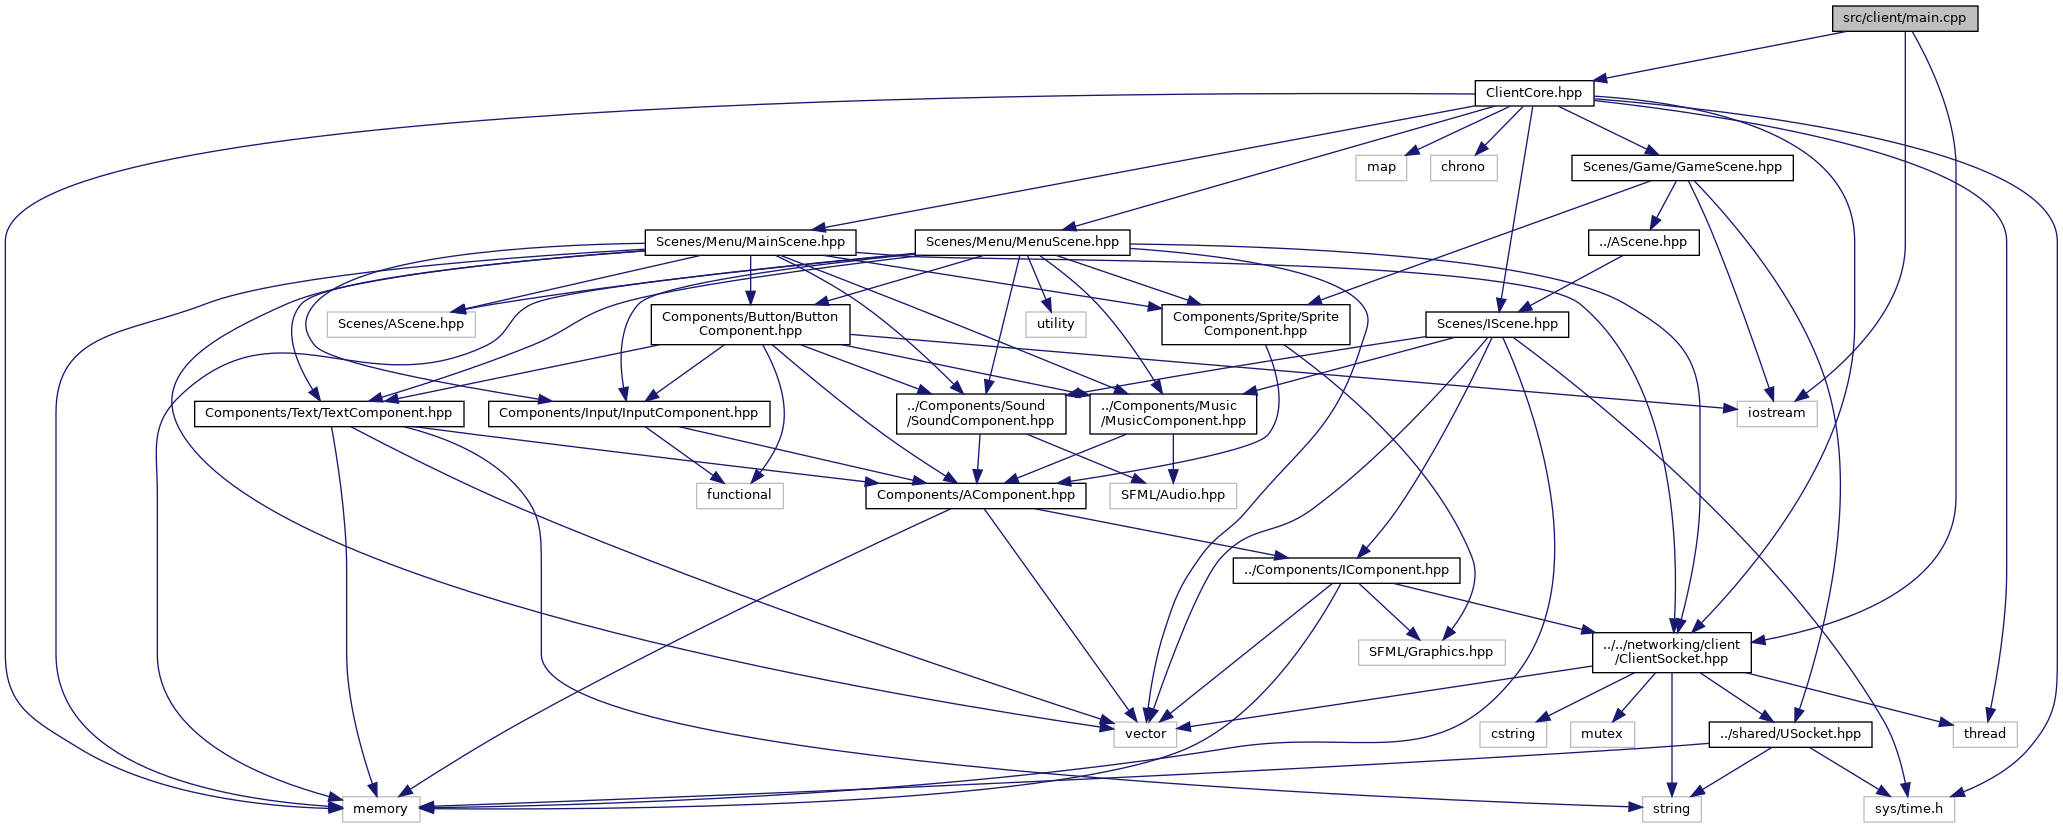 src/client/main.cpp
ClientCore.hpp
map
chrono
Scenes/Game/GameScene.hpp
Scenes/Menu/MainScene.hpp
Scenes/Menu/MenuScene.hpp
../AScene.hpp
Scenes/AScene.hpp
Components/Button/Button
Component.hpp
utility
Components/Sprite/Sprite
Component.hpp
Scenes/IScene.hpp
Components/Text/TextComponent.hpp
Components/Input/InputComponent.hpp
../Components/Sound
/SoundComponent.hpp
../Components/Music
/MusicComponent.hpp
iostream
functional
Components/AComponent.hpp
SFML/Audio.hpp
../Components/IComponent.hpp
SFML/Graphics.hpp
../../networking/client
/ClientSocket.hpp
vector
cstring
mutex
../shared/USocket.hpp
thread
memory
string
sys/time.h